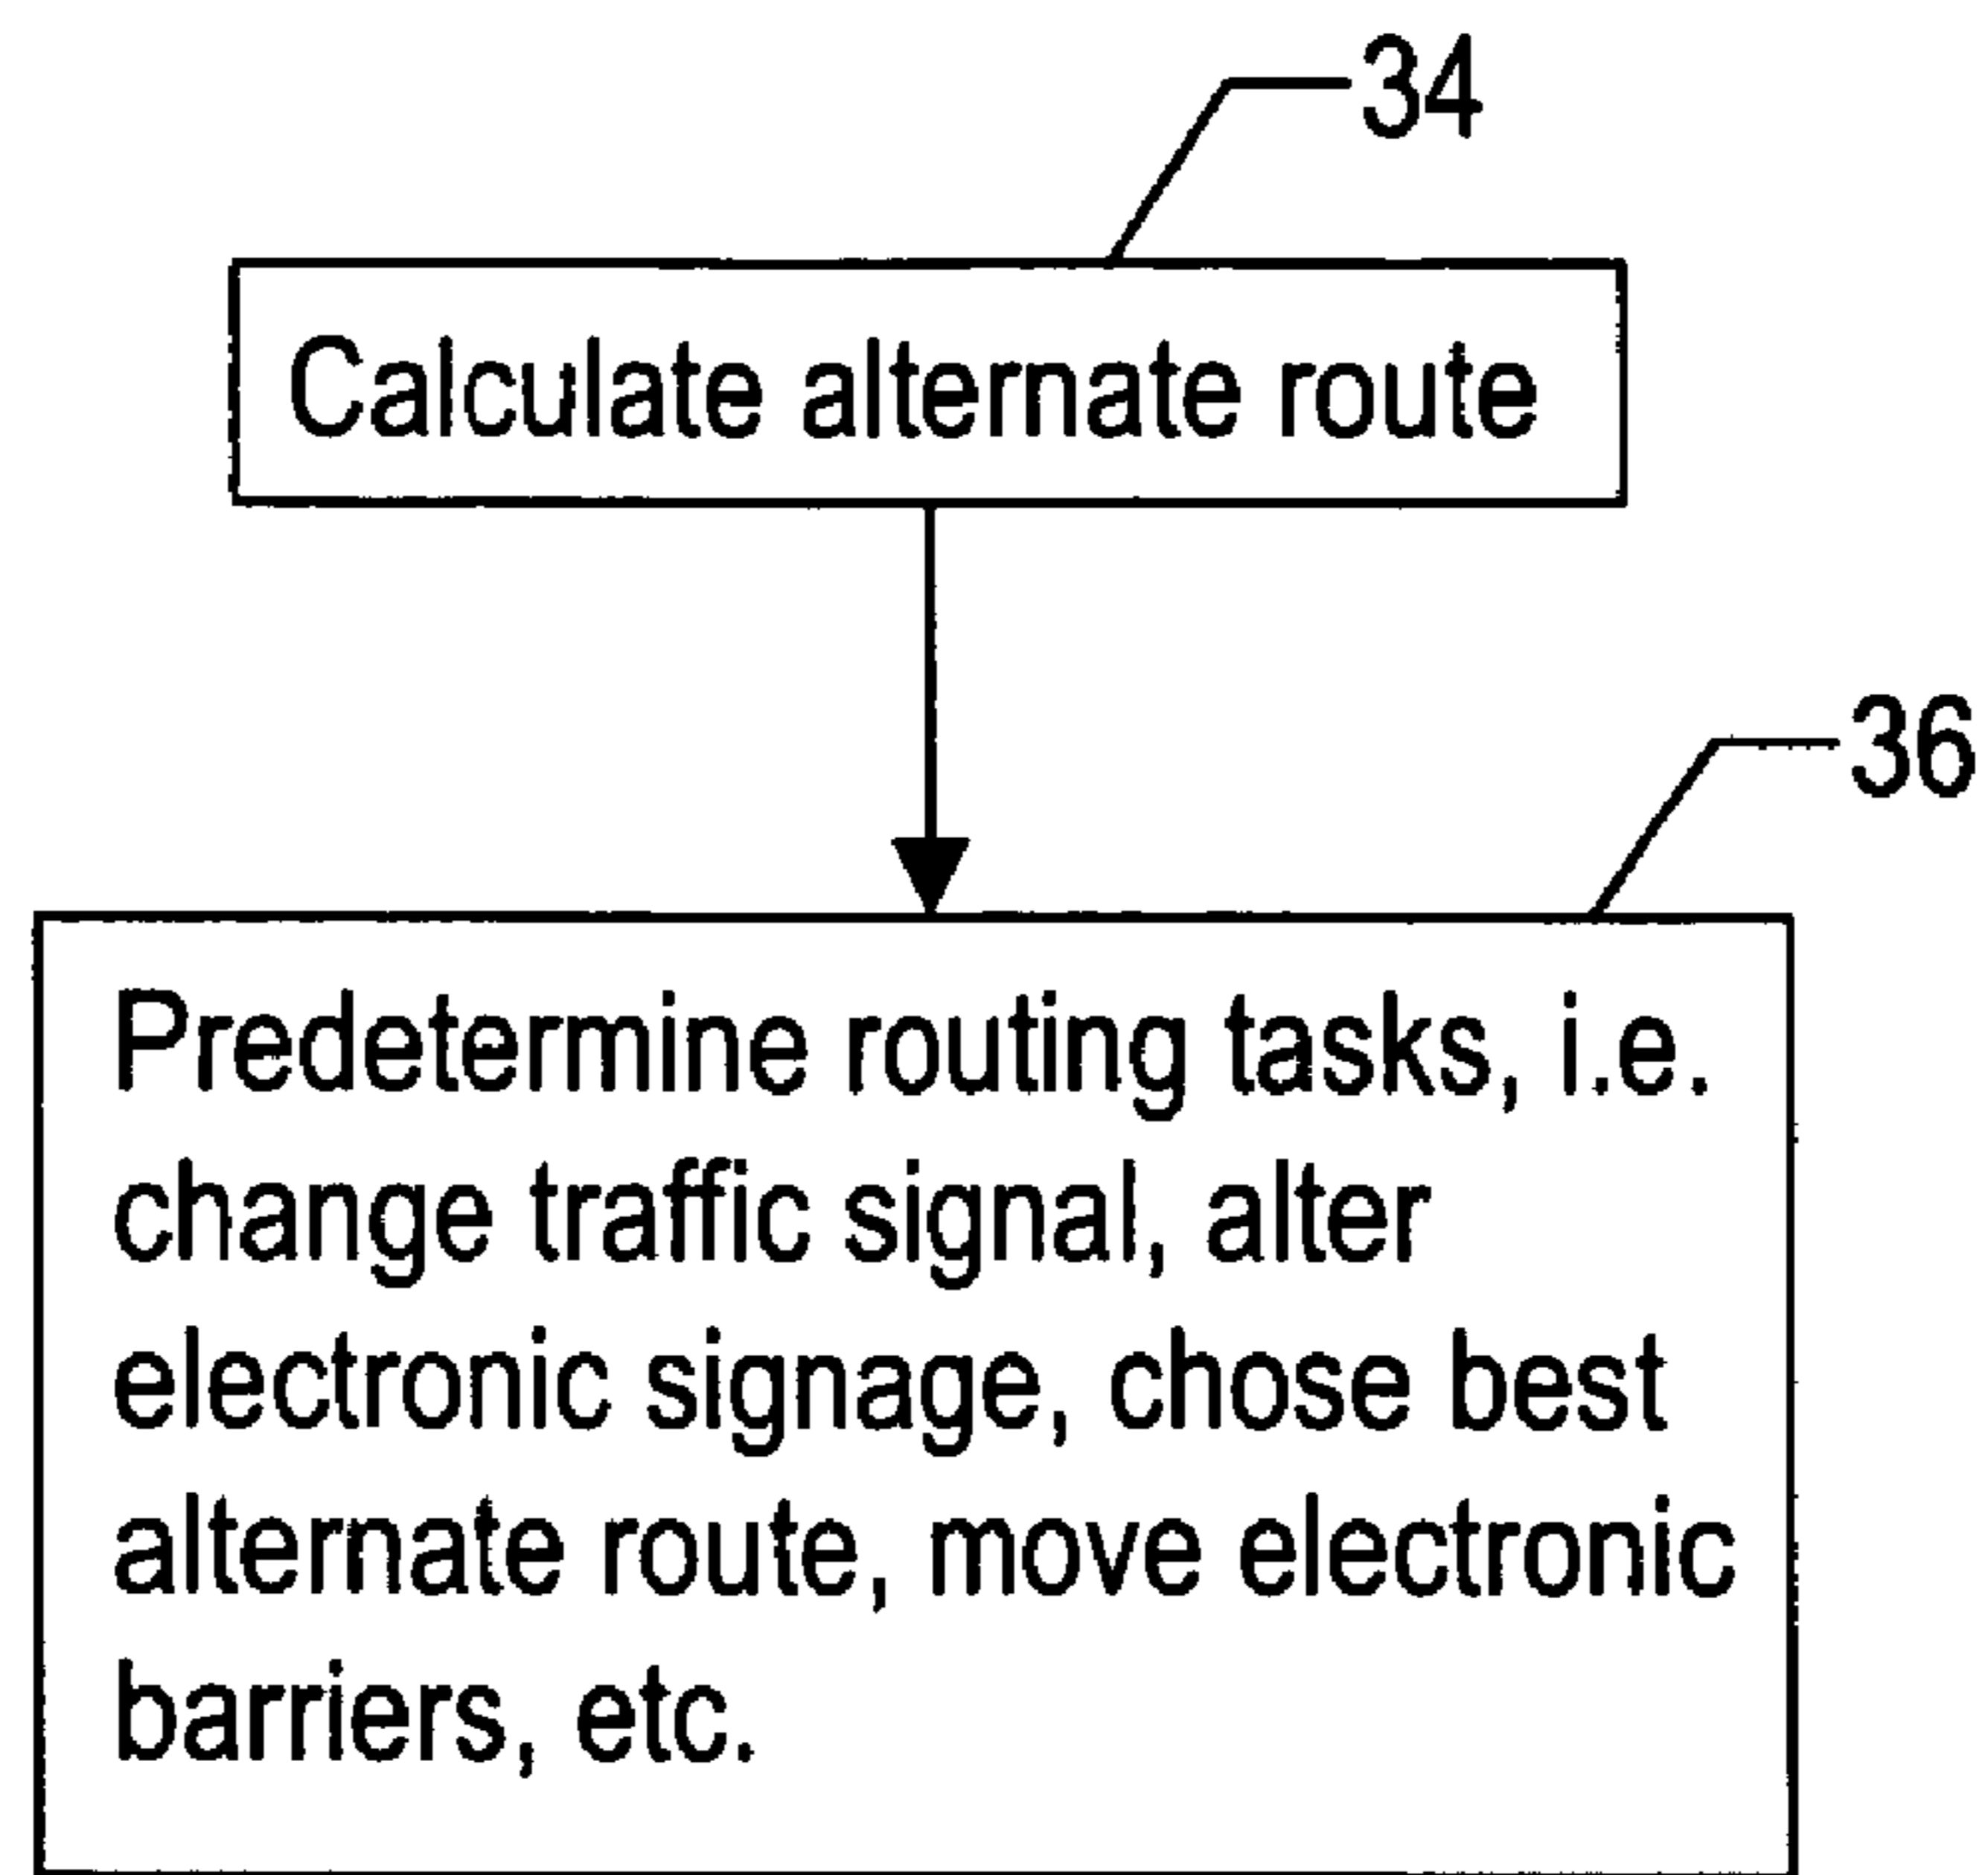 34
Calculate alternate route
36
Predetermine routing tasks, i.e.
change traffic signal, alter
electronic signage, chose best
alternate route, move electronic
barriers, etc.